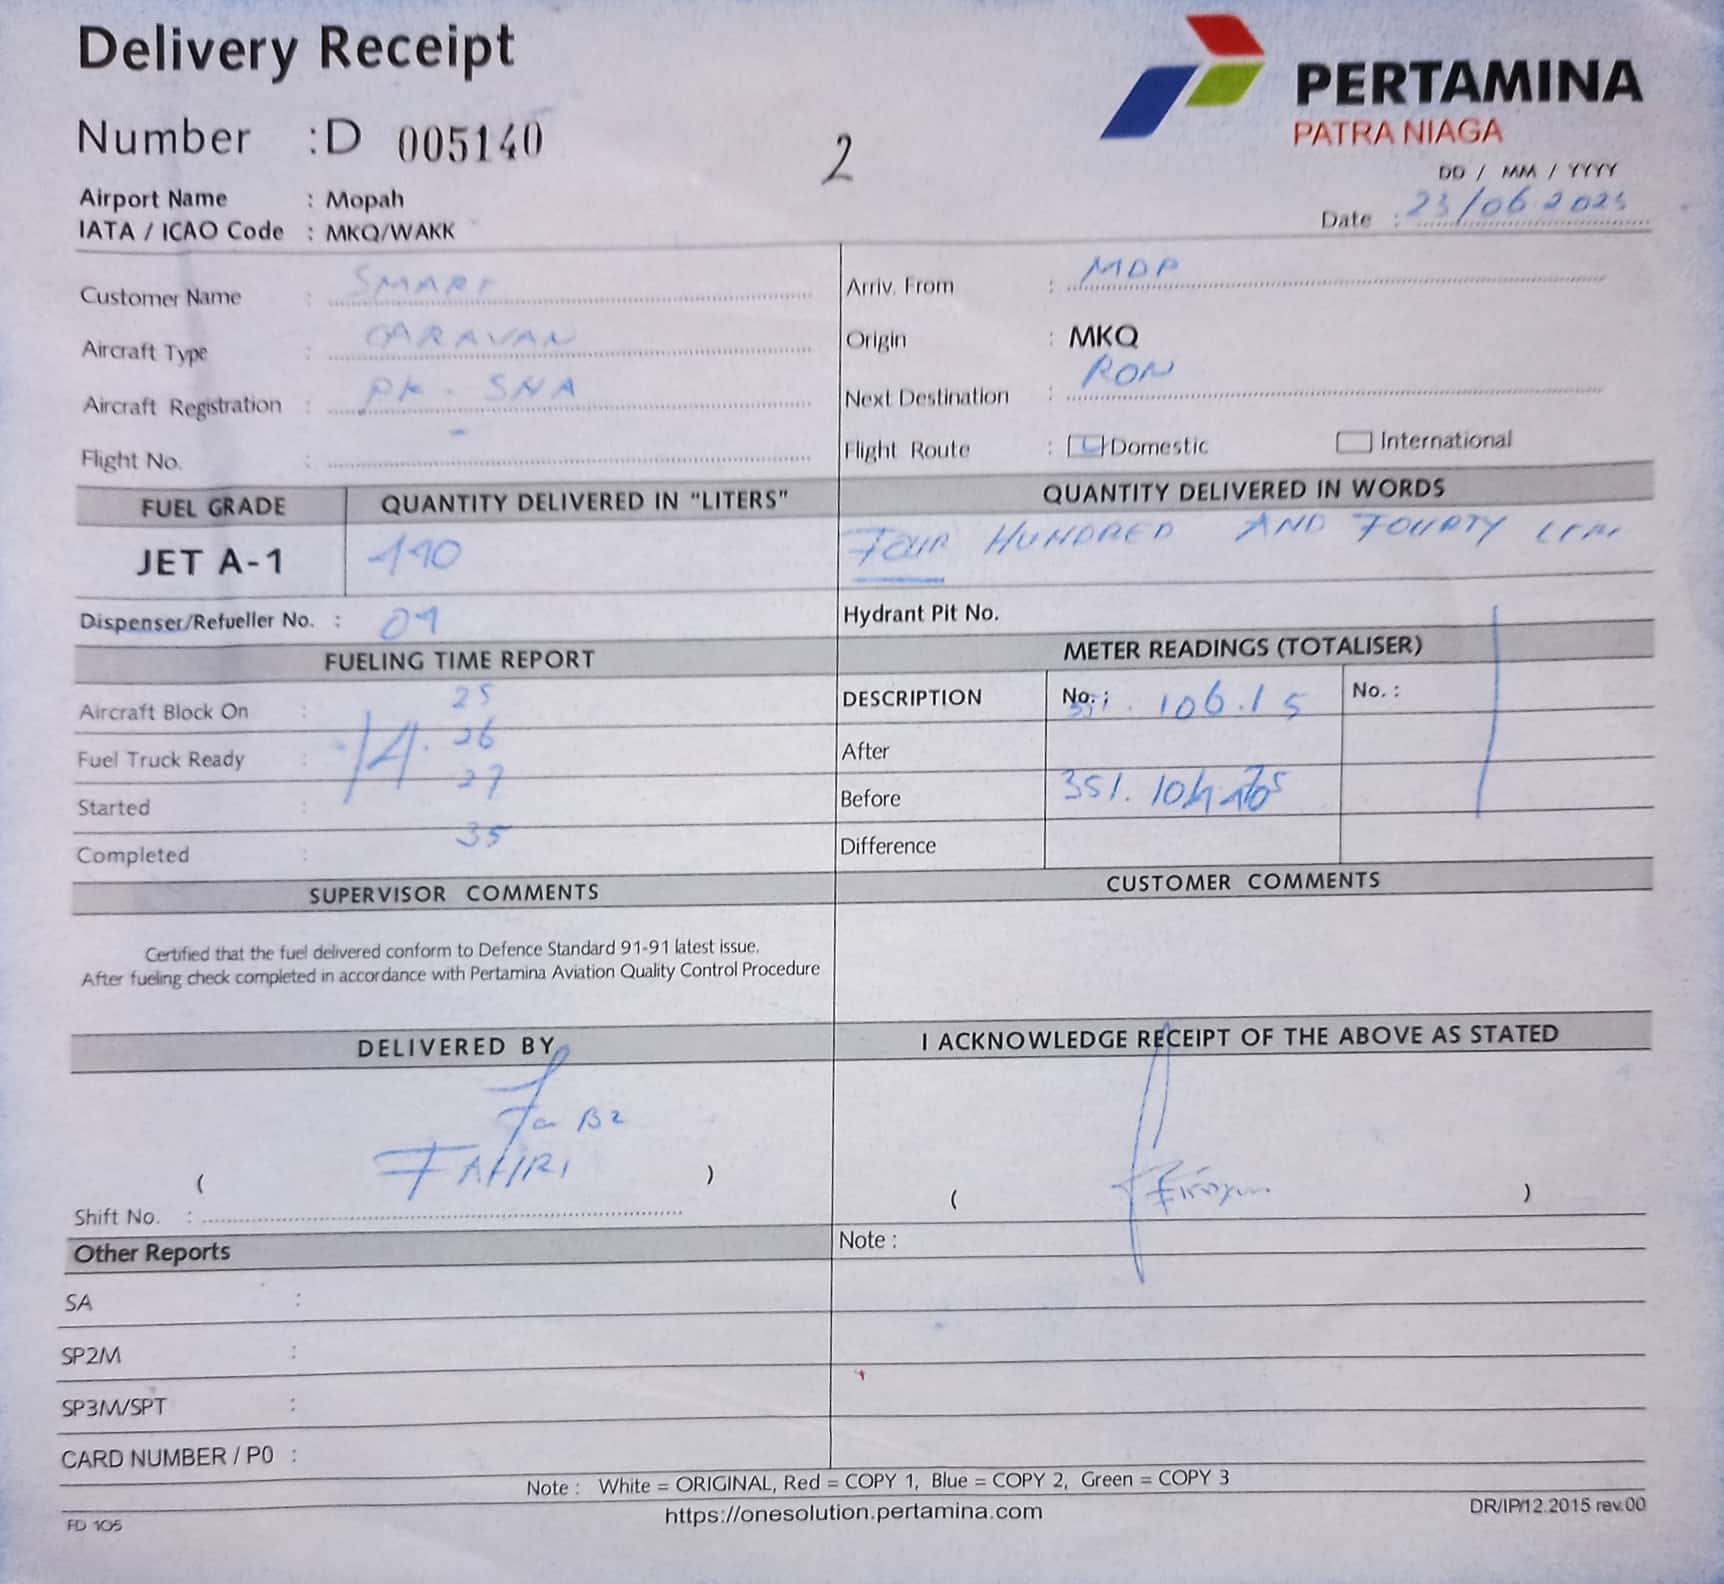 Delivery Receipt
PERTAMINA
PATRA NIAGA
Number : D 005140
2
DD / MM / YYYY
Airport Name : Mopah
Date : 23/06 2025
IATA / ICAO Code : MKQ/WAKK
Customer Name : SMART
Arriv. From : MDP
Aircraft Type : CARAVAN
Origin : MKQ
Aircraft Registration : PK - SNA
Next Destination : RON
Flight No. : -
Flight Route : Domestic International
FUEL GRADE QUANTITY DELIVERED IN "LITERS" QUANTITY DELIVERED IN WORDS
JET A-1 440 FOUR HUNDRED AND FOURTY
Dispenser/Refueller No. : 04 Hydrant Pit No.
FUELING TIME REPORT METER READINGS (TOTALISER)
Aircraft Block On : 25
DESCRIPTION No. : 106.15 No. :
Fuel Truck Ready : 14. 26
After
Started : 27
Before 351.
Completed : 35
Difference
SUPERVISOR COMMENTS CUSTOMER COMMENTS
Certified that the fuel delivered conform to Defence Standard 91-91 latest issue.
After fueling check completed in accordance with Pertamina Aviation Quality Control Procedure
DELIVERED BY I ACKNOWLEDGE RECEIPT OF THE ABOVE AS STATED
( FAHRI ) ( )
Shift No. :
Other Reports Note :
SA :
SP2M :
SP3M/SPT :
CARD NUMBER / P0 :
Note : White = ORIGINAL, Red = COPY 1, Blue = COPY 2, Green = COPY 3
FD 105 https://onesolution.pertamina.com DR/IP/12.2015 rev.00